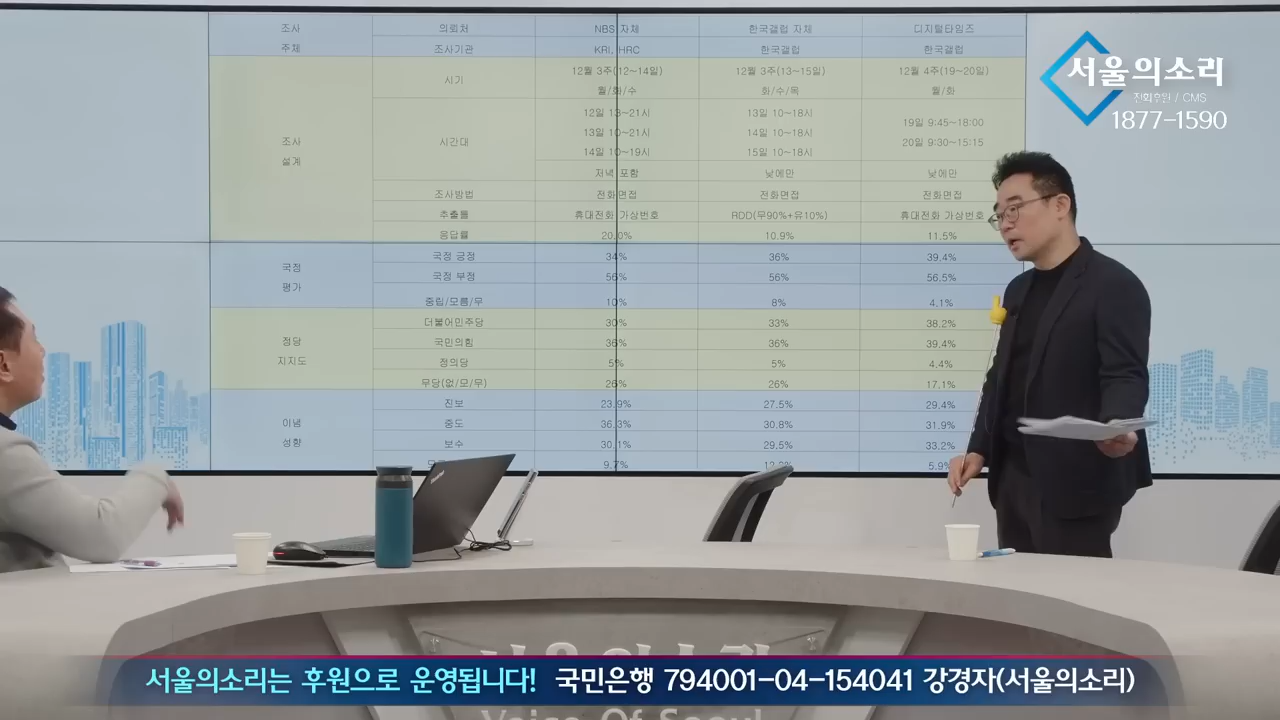 조사 의뢰처 NBS 자체 한국갤럽 자체 디지털타임즈
주체 조사기관 KRI, HRC 한국갤럽 한국갤럽
시기 12월 3주(12~14일) 12월 3주(13~15일) 12월 4주(19~20일)
월/화/수 화/수/목 월/화
조사
설계
시간대
12일 13~21시 13일 10~18시 19일 9:45~18:00
13일 10~21시 14일 10~18시 20일 9:30~15:15
14일 10~19시 15일 10~18시
저녁 포함 낮에만 낮에만
조사방법 전화면접 전화면접 전화면접
추출틀 휴대전화 가상번호 RDD(무90%+유10%) 휴대전화 가상번호
응답률 20.0% 10.9% 11.5%
국정
평가
국정 긍정 34% 36% 39.4%
국정 부정 56% 56% 56.5%
중립/모름/무 10% 8% 4.1%
정당
지지도
더불어민주당 30% 33% 38.2%
국민의힘 36% 36% 39.4%
정의당 5% 5% 4.4%
무당(없/모/무) 26% 26% 17.1%
이념
성향
진보 23.9% 27.5% 29.4%
중도 36.3% 30.8% 31.9%
보수 30.1% 29.5% 33.2%
9.7% 5.9%
서울의소리
전화후원 / CMS
1877-1590
서울의소리
서울의소리는 후원으로 운영됩니다! 국민은행 794001-04-154041 강경자(서울의소리)
Voice Of Seoul